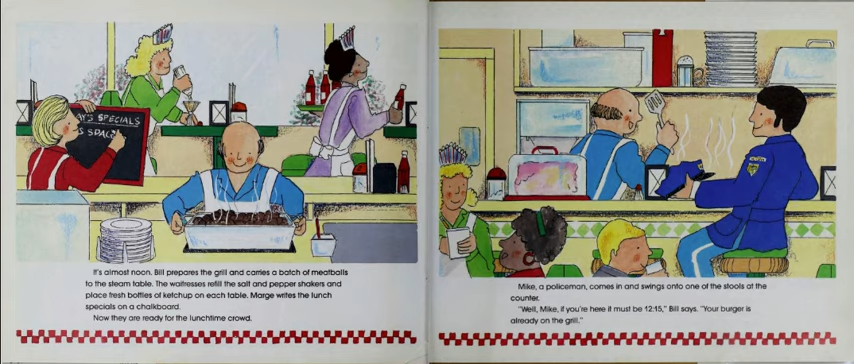 Y'S SPECIALS
S SPAG
It's almost noon. Bill prepares the grill and carries a batch of meatballs
to the steam table. The waitresses refill the salt and pepper shakers and
place fresh bottles of ketchup on each table. Marge writes the lunch
specials on a chalkboard.
Now they are ready for the lunchtime crowd.
Mike, a policeman, comes in and swings onto one of the stools at the
counter.
"Well, Mike, if you're here it must be 12:15," Bill says. "Your burger is
already on the grill."